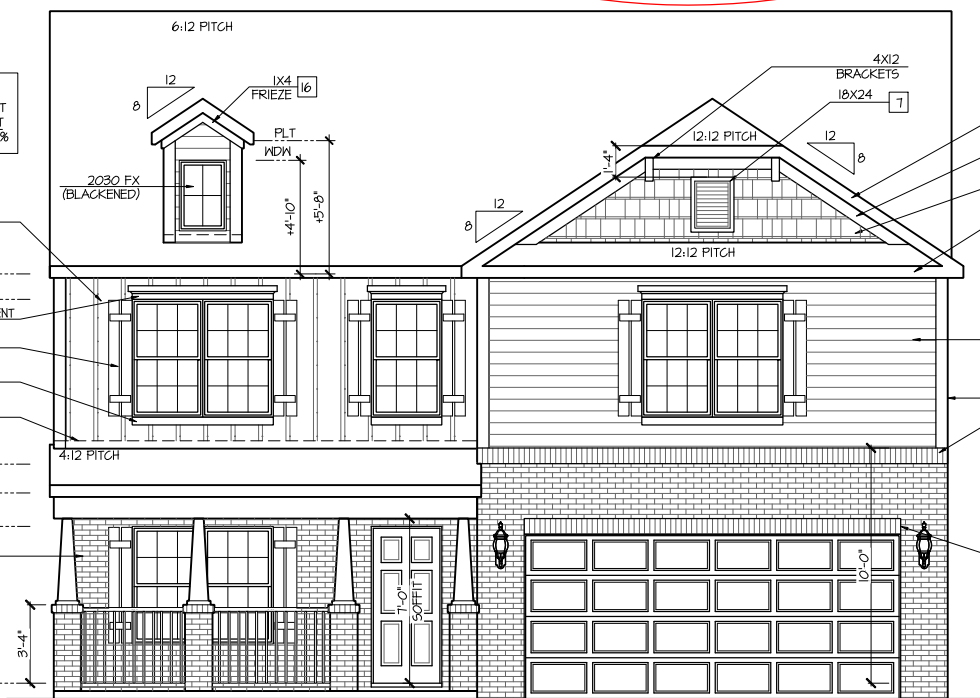 6:12 PITCH
T
T
%
12
8
1X4
FRIEZE
16
PLT
WDW
2030 FX
(BLACKENED)
+4'-10"
+5'-8"
4X12
BRACKETS
18X24
7
12:12 PITCH
12
8
1'-4"
12
8
12:12 PITCH
ENT
4:12 PITCH
10'-0"
7'-0"
SOFFIT
3'-4"